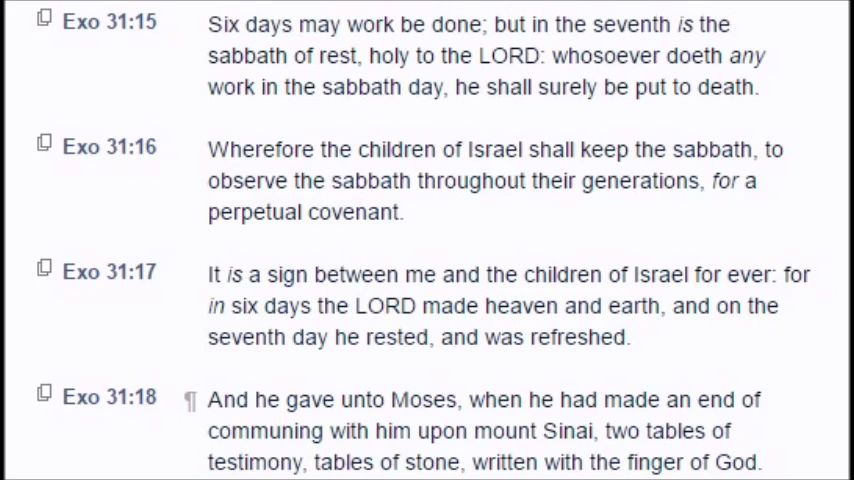 Exo 31:15 Six days may work be done; but in the seventh is the
sabbath of rest, holy to the LORD: whosoever doeth any
work in the sabbath day, he shall surely be put to death.
Exo 31:16 Wherefore the children of Israel shall keep the sabbath, to
observe the sabbath throughout their generations, for a
perpetual covenant.
Exo 31:17 It is a sign between me and the children of Israel for ever: for
in six days the LORD made heaven and earth, and on the
seventh day he rested, and was refreshed.
Exo 31:18 ¶ And he gave unto Moses, when he had made an end of
communing with him upon mount Sinai, two tables of
testimony, tables of stone, written with the finger of God.